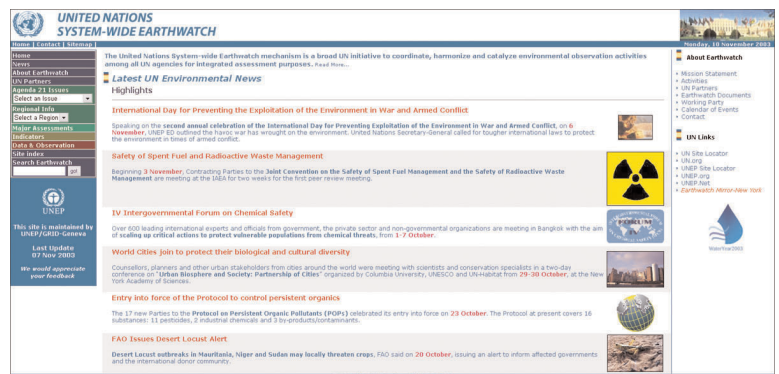 UNITED NATIONS
SYSTEM-WIDE EARTHWATCH
Home | Contact | Sitemap |
Monday, 10 November 2003
Home
News
About Earthwatch
UN Partners
Agenda 21 Issues
Select an Issue
Regional Info
Select a Region
Major Assessments
Indicators
Data & Observation
Site index
Search Earthwatch
go!
UNEP
This site is maintained by
UNEP/GRID-Geneva
Last Update
07 Nov 2003
We would appreciate
your feedback
The United Nations System-wide Earthwatch mechanism is a broad UN initiative to coordinate, harmonize and catalyze environmental observation activities
among all UN agencies for integrated assessment purposes. Read More...
Latest UN Environmental News
Highlights
International Day for Preventing the Exploitation of the Environment in War and Armed Conflict
Speaking on the second annual celebration of the International Day for Preventing the Exploitation of the Environment in War and Armed Conflict, on 6
November, UNEP ED outlined the havoc war has wrought on the environment. United Nations Secretary-General called for tougher international laws to protect
the environment in times of armed conflict.
Safety of Spent Fuel and Radioactive Waste Management
Beginning 3 November, Contracting Parties to the Joint Convention on the Safety of Spent Fuel Management and the Safety of Radioactive Waste
Management are meeting at the IAEA for two weeks for the first peer review meeting.
IV Intergovernmental Forum on Chemical Safety
Over 600 leading international experts and officials from government, the private sector and non-governmental organizations are meeting in Bangkok with the aim
of scaling up critical actions to protect vulnerable populations from chemical threats, from 1-7 October.
FORUM
IV
World Cities join to protect their biological and cultural diversity
Counsellors, planners and other urban stakeholders from cities around the world were meeting with scientists and conservation specialists in a two-day
conference on "Urban Biosphere and Society: Partnership of Cities" organized by Columbia University, UNESCO and UN-Habitat from 29-30 October, at the New
York Academy of Sciences.
Entry into force of the Protocol to control persistent organics
The 17 new Parties to the Protocol on Persistent Organic Pollutants (POPs) celebrated its entry into force on 23 October. The Protocol at present covers 16
substances: 11 pesticides, 2 industrial chemicals and 3 by-products/contaminants.
FAO Issues Desert Locust Alert
Desert Locust outbreaks in Mauritania, Niger and Sudan may locally threaten crops, FAO said on 20 October, issuing an alert to inform affected governments
and the international donor community.
About Earthwatch
Mission Statement
Activities
UN Partners
Earthwatch Documents
Working Party
Calendar of Events
Contact
UN Links
UN Site Locator
UN.org
UNEP Site Locator
UNEP.org
UNEP.Net
Earthwatch Mirror-New York
WaterYear2003